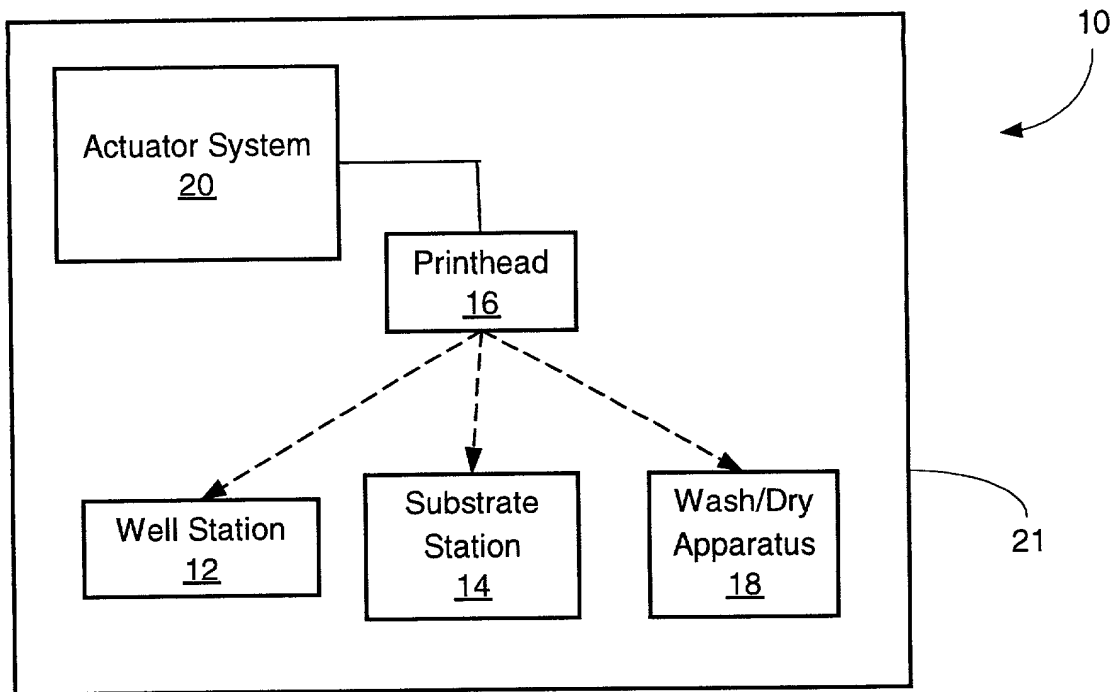 10
Actuator System
20
Printhead
16
Well Station
12
Substrate
Station
14
Wash/Dry
Apparatus
18
21